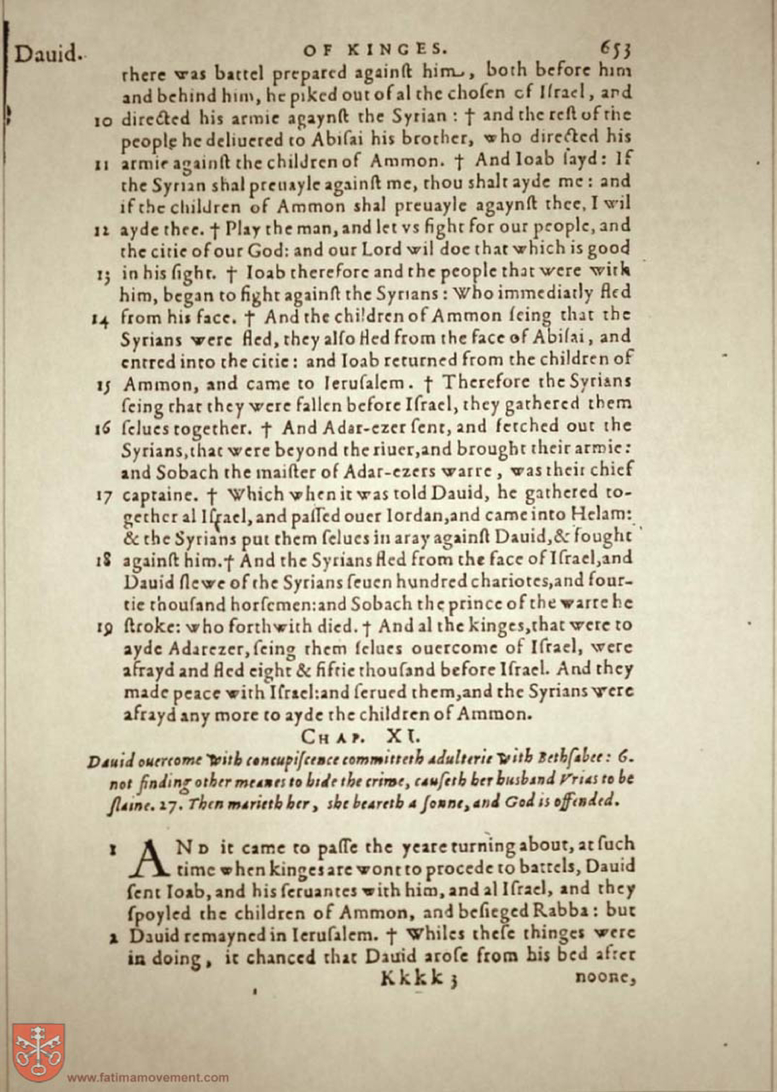 Dauid.
OF KINGES.
653
there was battel prepared againſt him, both before him
and behind him, he piked out of al the choſen of Iſrael, and
10 directed his armie agaynſt the Syrian : † and the reſt of the
people he deliuered to Abiſai his brother, who directed his
11 armie againſt the children of Ammon. † And Ioab ſayd: If
the Syrian shal preuayle againſt me, thou shalt ayde me: and
if the children of Ammon shal preuayle agaynſt thee, I wil
12 ayde thee. † Play the man, and let vs fight for our people, and
the citie of our God: and our Lord wil doe that which is good
13 in his ſight. † Ioab therefore and the people that were with
him, began to fight againſt the Syrians: Who immediatly fled
14 from his face. † And the children of Ammon ſeing that the
Syrians were fled, they alſo fled from the face of Abiſai, and
entred into the citie: and Ioab returned from the children of
15 Ammon, and came to Ieruſalem. † Therefore the Syrians
ſeing that they were fallen before Iſrael, they gathered them
16 ſelues together. † And Adar-ezer ſent, and fetched out the
Syrians, that were beyond the riuer, and brought their armie:
and Sobach the maiſter of Adar-ezers warre, was their chief
17 captaine. † Which when it was told Dauid, he gathered to-
gether al Iſrael, and paſſed ouer Iordan, and came into Helam:
& the Syrians put them ſelues in aray againſt Dauid, & fought
18 againſt him. † And the Syrians fled from the face of Iſrael, and
Dauid ſlewe of the Syrians ſeuen hundred chariotes, and four-
tie thouſand horſemen: and Sobach the prince of the warre he
19 ſtroke: who forthwith died. † And al the kinges, that were to
ayde Adarezer, ſeing them ſelues ouercome of Iſrael, were
afrayd and fled eight & fiftie thouſand before Iſrael. And they
made peace with Iſrael: and ſerued them, and the Syrians were
afrayd any more to ayde the children of Ammon.
CHAP. XI.
Dauid ouercome with concupiſcence committeth adulterie with Bethſabee: 6.
not finding other meanes to hide the crime, cauſeth her husband Vrias to be
ſlaine. 27. Then marieth her, she beareth a ſonne, and God is offended.
1 AND it came to paſſe the yeare turning about, at ſuch
time when kinges are wont to procede to battels, Dauid
ſent Ioab, and his ſeruantes with him, and al Iſrael, and they
ſpoyled the children of Ammon, and beſieged Rabba: but
2 Dauid remayned in Ieruſalem. † Whiles theſe thinges were
in doing, it chanced that Dauid aroſe from his bed after
Kkkk 3
noone,
www.fatimamovement.com